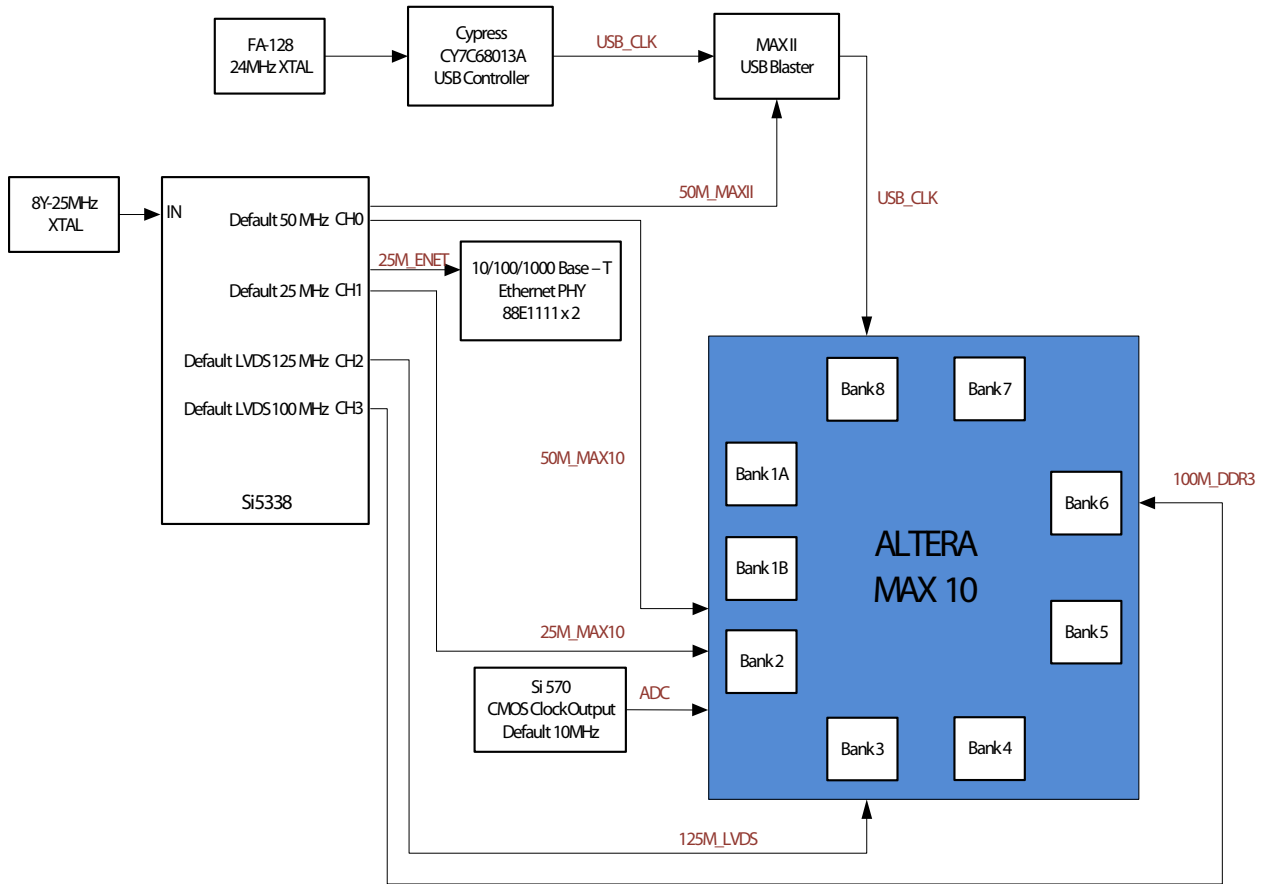 FA-128
24MHz XTAL
Cypress
CY7C68013A
USB Controller
USB_CLK
MAX II
USB Blaster
8Y-25MHz
XTAL
IN
Default 50 MHz CH0
Default 25 MHz CH1
Default LVDS 125 MHz CH2
Default LVDS 100 MHz CH3
Si5338
50M_MAXII
USB_CLK
25M_ENET
10/100/1000 Base – T
Ethernet PHY
88E1111 x 2
50M_MAX10
25M_MAX10
Si 570
CMOS Clock Output
Default 10MHz
ADC
Bank 8
Bank 7
Bank 1A
Bank 6
Bank 1B
ALTERA
MAX 10
Bank 2
Bank 5
Bank 3
Bank 4
100M_DDR3
125M_LVDS